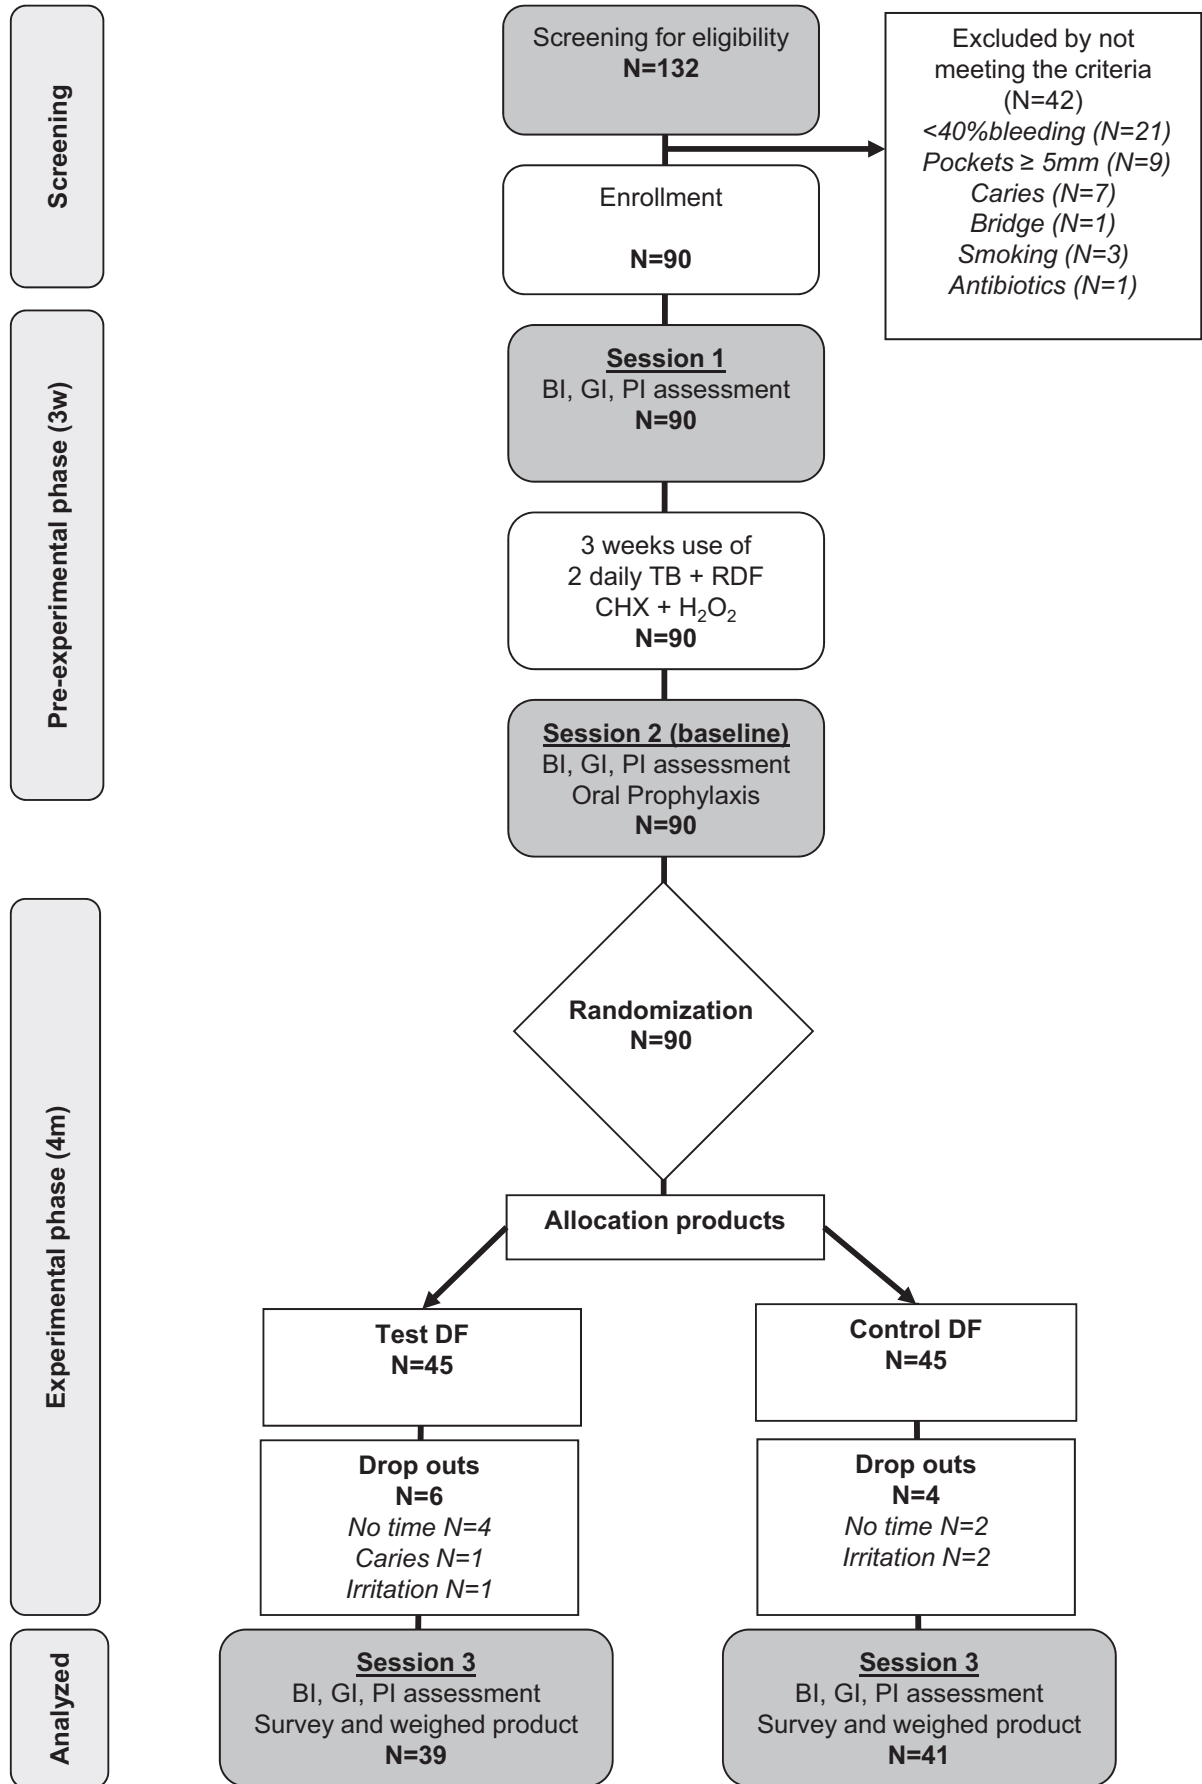 Screening
Screening for eligibility
N=132
Excluded by not
meeting the criteria
(N=42)
<40%bleeding (N=21)
Pockets ≥ 5mm (N=9)
Caries (N=7)
Bridge (N=1)
Smoking (N=3)
Antibiotics (N=1)
Enrollment
N=90
Pre-experimental phase (3w)
Session 1
BI, GI, PI assessment
N=90
3 weeks use of
2 daily TB + RDF
CHX + H₂O₂
N=90
Session 2 (baseline)
BI, GI, PI assessment
Oral Prophylaxis
N=90
Experimental phase (4m)
Randomization
N=90
Allocation products
Test DF
N=45
Control DF
N=45
Drop outs
N=6
No time N=4
Caries N=1
Irritation N=1
Drop outs
N=4
No time N=2
Irritation N=2
Analyzed
Session 3
BI, GI, PI assessment
Survey and weighed product
N=39
Session 3
BI, GI, PI assessment
Survey and weighed product
N=41